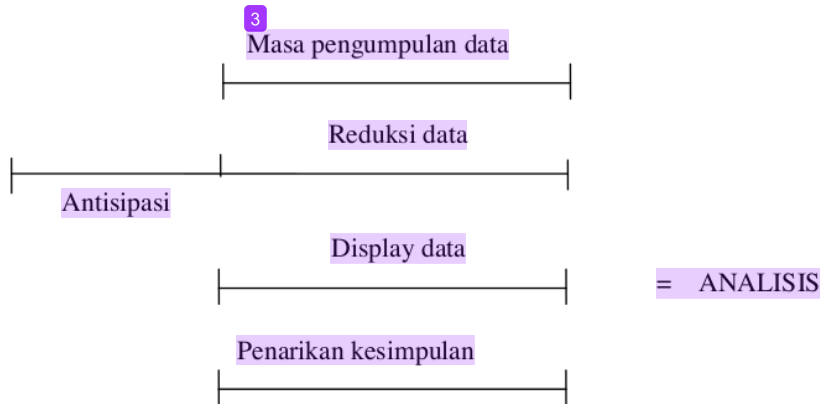 3
Masa pengumpulan data
Reduksi data
Antisipasi
Display data
= ANALISIS
Penarikan kesimpulan